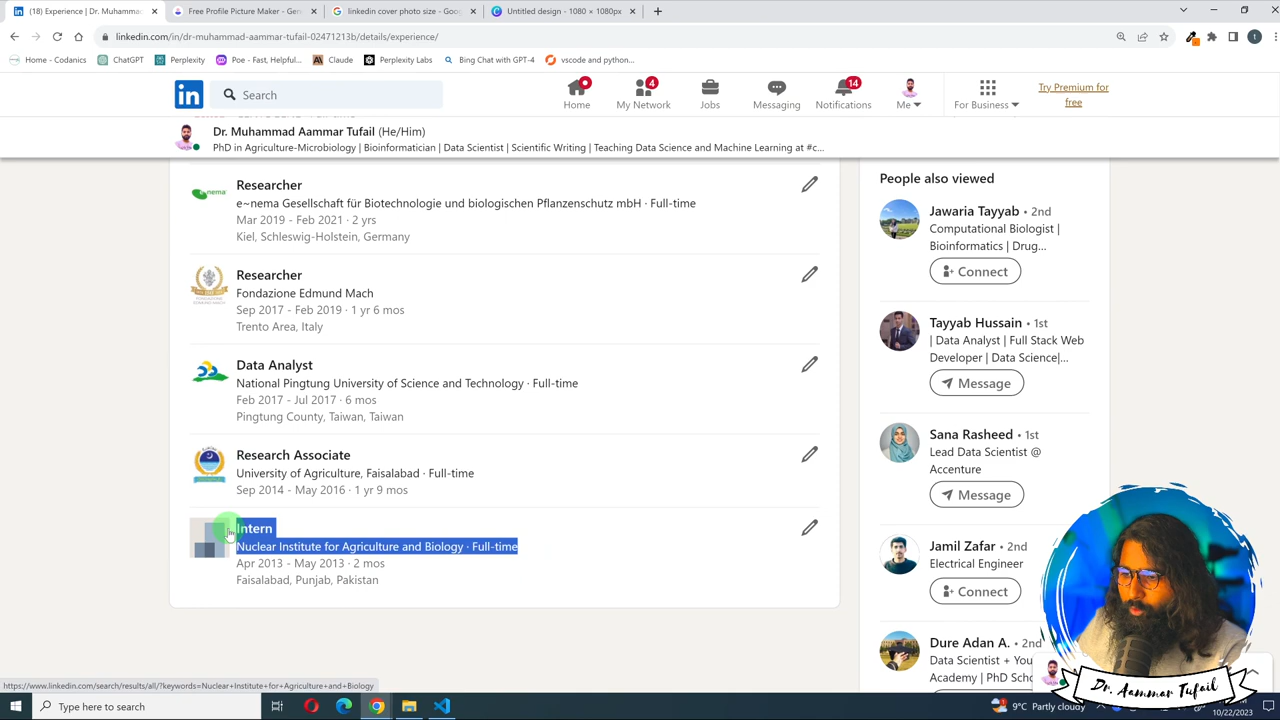 (18) Experience | Dr. Muhamma
Free Profile Picture Maker - Gen
linkedin cover photo size - Goo
Untitled design - 1080 × 1080px
linkedin.com/in/dr-muhammad-aammar-tufail-02471213b/details/experience/
Home - Codanics
ChatGPT
Perplexity
Poe - Fast, Helpful...
Claude
Perplexity Labs
Bing Chat with GPT-4
vscode and python...
in
Search
Home
4
My Network
Jobs
Messaging
14
Notifications
Me
For Business
Try Premium for
free
Dr. Muhammad Aammar Tufail (He/Him)
PhD in Agriculture-Microbiology | Bioinformatician | Data Scientist | Scientific Writing | Teaching Data Science and Machine Learning at #c...
Researcher
e~nema Gesellschaft für Biotechnologie und biologischen Pflanzenschutz mbH · Full-time
Mar 2019 - Feb 2021 · 2 yrs
Kiel, Schleswig-Holstein, Germany
Researcher
Fondazione Edmund Mach
Sep 2017 - Feb 2019 · 1 yr 6 mos
Trento Area, Italy
Data Analyst
National Pingtung University of Science and Technology · Full-time
Feb 2017 - Jul 2017 · 6 mos
Pingtung County, Taiwan, Taiwan
Research Associate
University of Agriculture, Faisalabad · Full-time
Sep 2014 - May 2016 · 1 yr 9 mos
Intern
Nuclear Institute for Agriculture and Biology · Full-time
Apr 2013 - May 2013 · 2 mos
Faisalabad, Punjab, Pakistan
People also viewed
Jawaria Tayyab · 2nd
Computational Biologist |
Bioinformatics | Drug...
Connect
Tayyab Hussain · 1st
| Data Analyst | Full Stack Web
Developer | Data Science|...
Message
Sana Rasheed · 1st
Lead Data Scientist @
Accenture
Message
Jamil Zafar · 2nd
Electrical Engineer
Connect
Dure Adan A. · 2nd
Data Scientist + You
Academy | PhD Scho
Dr. Aammar Tufail
https://www.linkedin.com/search/results/all/?keywords=Nuclear+Institute+for+Agriculture+and+Biology
Type here to search
9°C Partly cloudy
10/22/2023